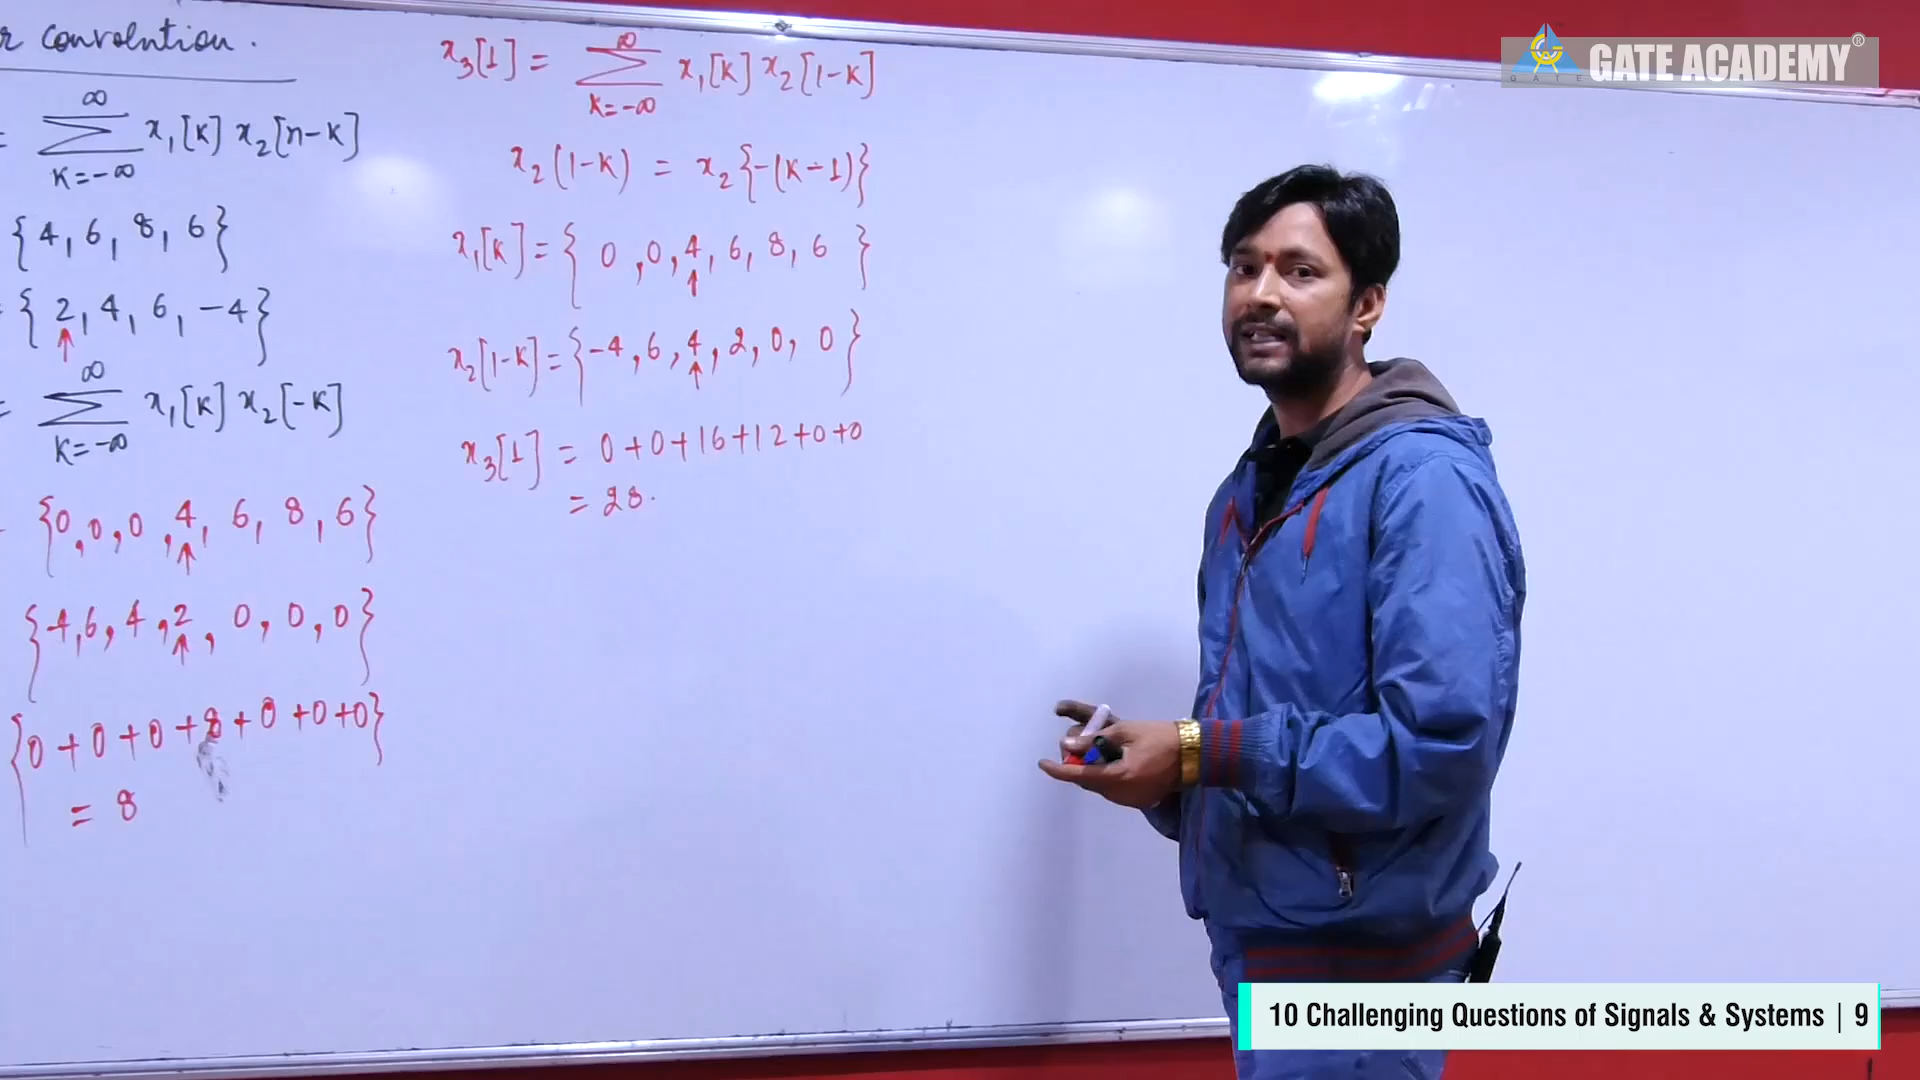 r convolution.
= ∞ Σ K=-∞ x₁[K] x₂[n-K]
{4, 6, 8, 6}
= {2, 4, 6, -4}
↑
= ∞ Σ K=-∞ x₁[K] x₂[-K]
{0, 0, 0, 4, 6, 8, 6}
↑
{-4, 6, 4, 2, 0, 0, 0}
↑
{0+0+0+8+0+0+0}
= 8
x₃[1] = ∞ Σ K=-∞ x₁[K] x₂[1-K]
x₂(1-K) = x₂{-(K-1)}
x₁[K] = {0, 0, 4, 6, 8, 6}
↑
x₂[1-K] = {-4, 6, 4, 2, 0, 0}
↑
x₃[1] = 0+0+16+12+0+0
= 28.
GATE ACADEMY®
GATE
10 Challenging Questions of Signals & Systems | 9